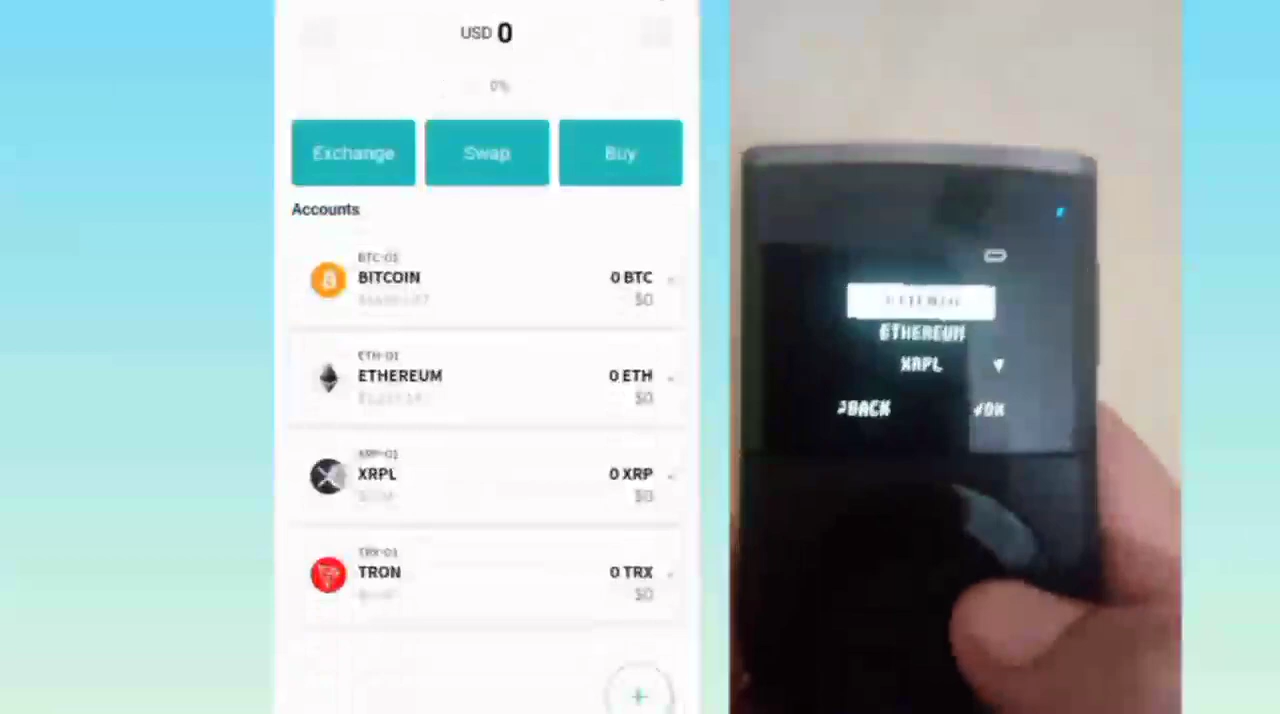 USD 0
0%
Exchange Swap Buy
Accounts
BTC-01
BITCOIN 0 BTC
$0
ETH-01
ETHEREUM 0 ETH
$0
XRP-01
XRPL 0 XRP
$0
TRX-01
TRON 0 TRX
$0
+
ETHEREUM
XRPL
BACK OK